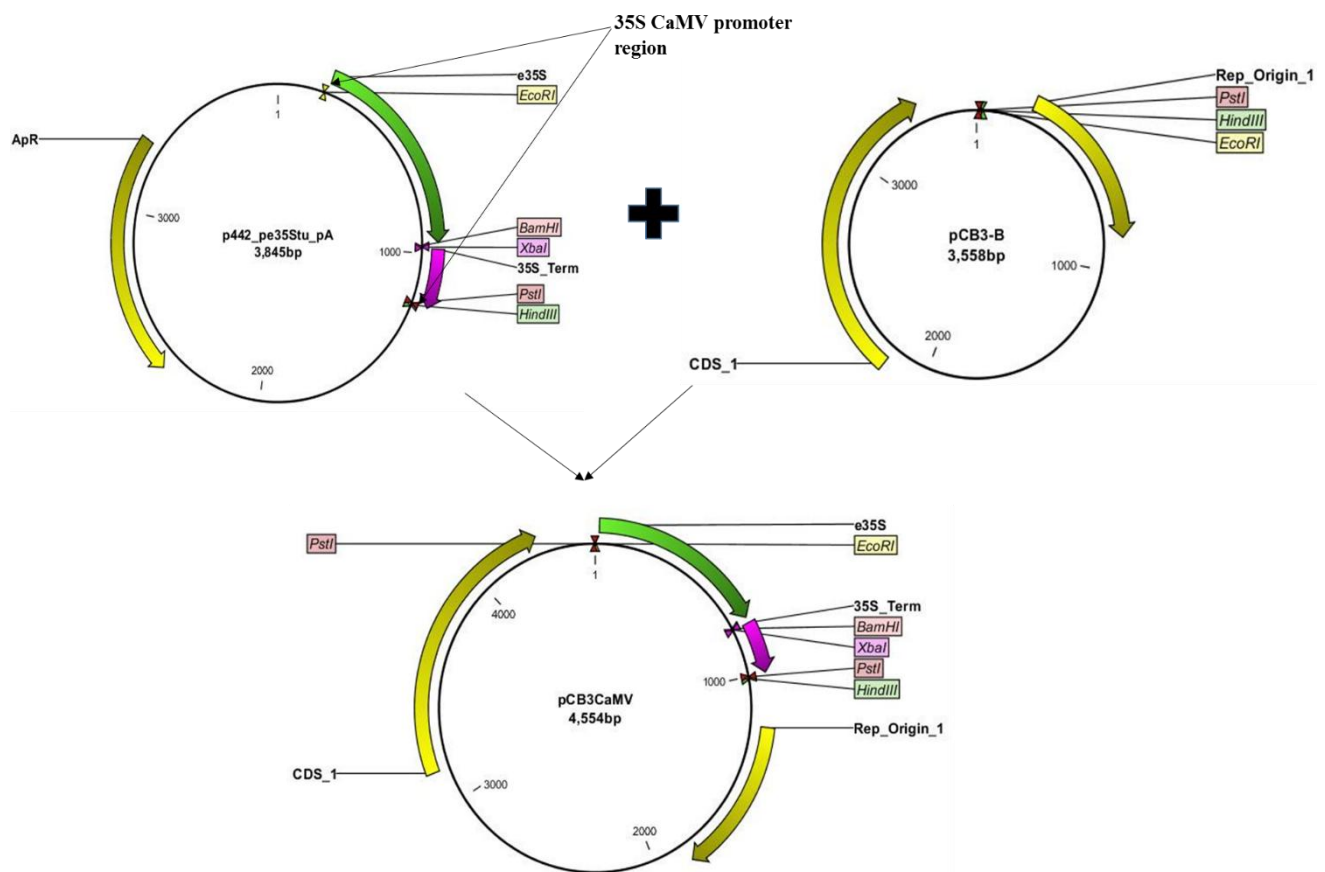 35S CaMV promoter
region
e35S
EcoRI
1
ApR
3000
p442_pe35Stu_pA
3,845bp
1000
BamHI
XbaI
35S_Term
PstI
HindIII
2000
Rep_Origin_1
PstI
HindIII
EcoRI
1
3000
pCB3-B
3,558bp
1000
2000
CDS_1
PstI
e35S
EcoRI
1
4000
35S_Term
BamHI
XbaI
PstI
HindIII
1000
pCB3CaMV
4,554bp
Rep_Origin_1
CDS_1
3000
2000